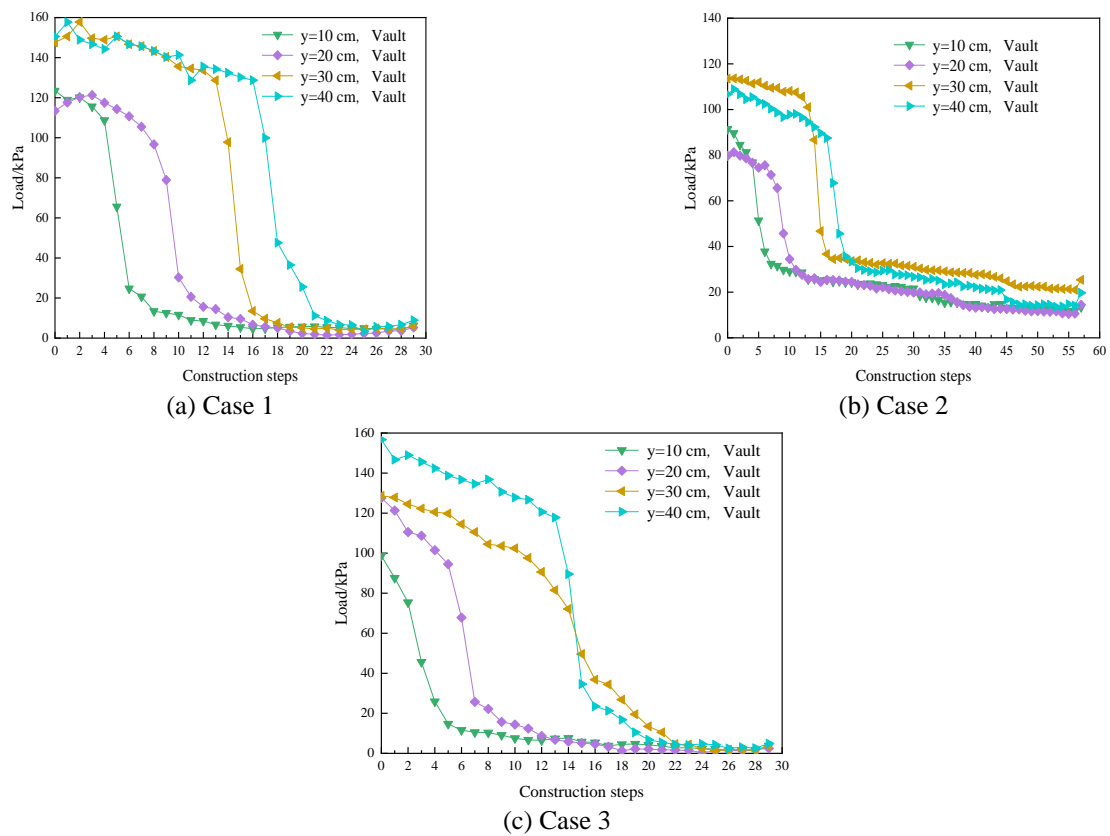 160
140
120
100
80
60
40
20
0
Load/kPa
y=10 cm, Vault
y=20 cm, Vault
y=30 cm, Vault
y=40 cm, Vault
0 2 4 6 8 10 12 14 16 18 20 22 24 26 28 30
Construction steps
(a) Case 1
140
120
100
80
60
40
20
0
Load/kPa
y=10 cm, Vault
y=20 cm, Vault
y=30 cm, Vault
y=40 cm, Vault
0 5 10 15 20 25 30 35 40 45 50 55 60
Construction steps
(b) Case 2
160
140
120
100
80
60
40
20
0
Load/kPa
y=10 cm, Vault
y=20 cm, Vault
y=30 cm, Vault
y=40 cm, Vault
0 2 4 6 8 10 12 14 16 18 20 22 24 26 28 30
Construction steps
(c) Case 3